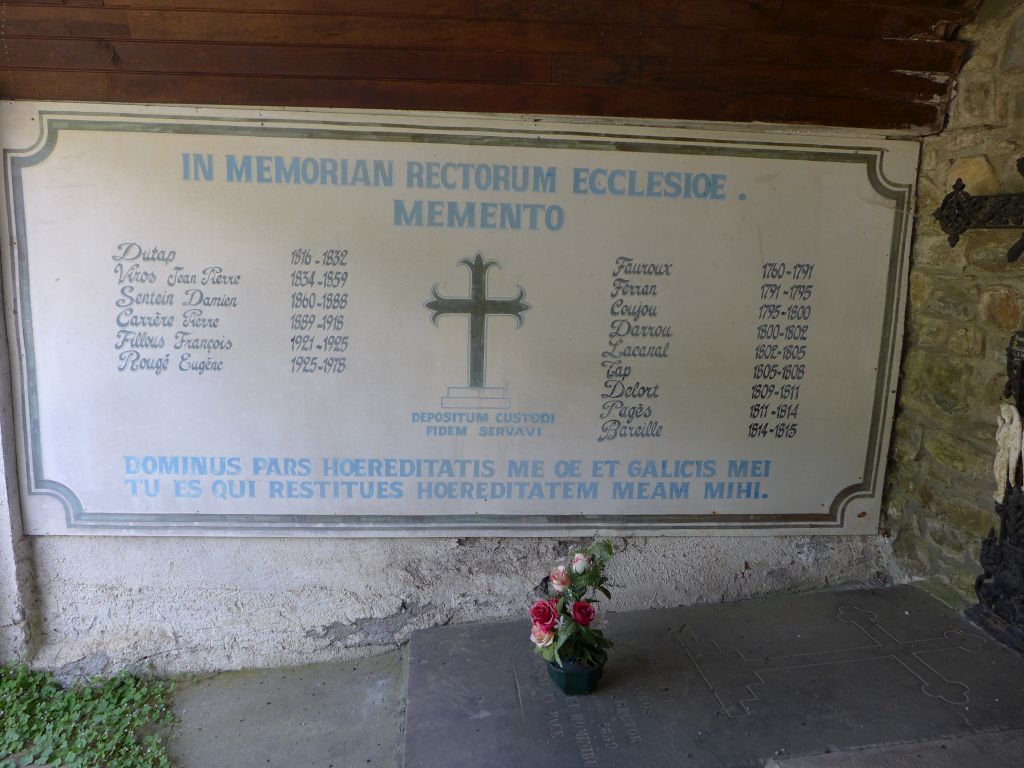 IN MEMORIAN RECTORUM ECCLESIOE .
MEMENTO
Dutap 1816-1832
Viros Jean Pierre 1834-1859
Sentein Damien 1860-1888
Carrère Pierre 1889-1918
Fillous François 1921-1925
Rougé Eugène 1925-1978
DEPOSITUM CUSTODI
FIDEM SERVAVI
Fauroux 1760-1791
Ferran 1791-1795
Coujou 1795-1800
Darrou 1800-1802
Lacanal 1802-1805
Tap 1805-1808
Delort 1809-1811
Pagès 1811-1814
Bareille 1814-1815
DOMINUS PARS HOEREDITATIS ME OE ET GALICIS MEI
TU ES QUI RESTITUES HOEREDITATEM MEAM MIHI.